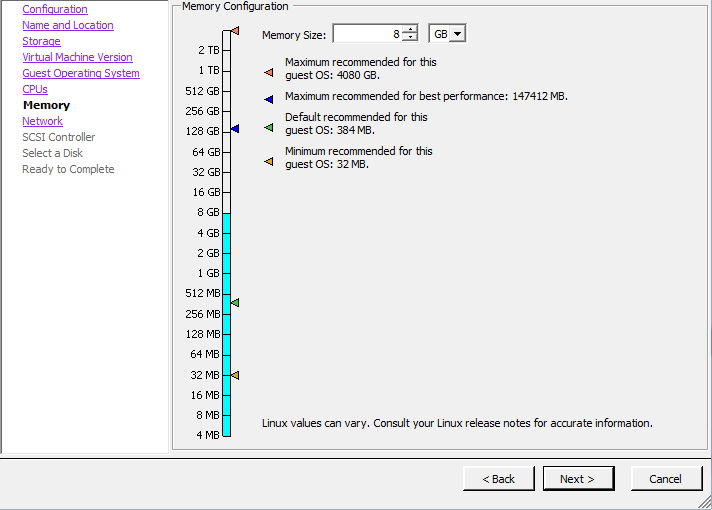 Configuration
Name and Location
Storage
Virtual Machine Version
Guest Operating System
CPUs
Memory
Network
SCSI Controller
Select a Disk
Ready to Complete
Memory Configuration
Memory Size: 8 GB
2 TB
1 TB
512 GB
256 GB
128 GB
64 GB
32 GB
16 GB
8 GB
4 GB
2 GB
1 GB
512 MB
256 MB
128 MB
64 MB
32 MB
16 MB
8 MB
4 MB
Maximum recommended for this
guest OS: 4080 GB.
Maximum recommended for best performance: 147412 MB.
Default recommended for this
guest OS: 384 MB.
Minimum recommended for this
guest OS: 32 MB.
Linux values can vary. Consult your Linux release notes for accurate information.
< Back
Next >
Cancel